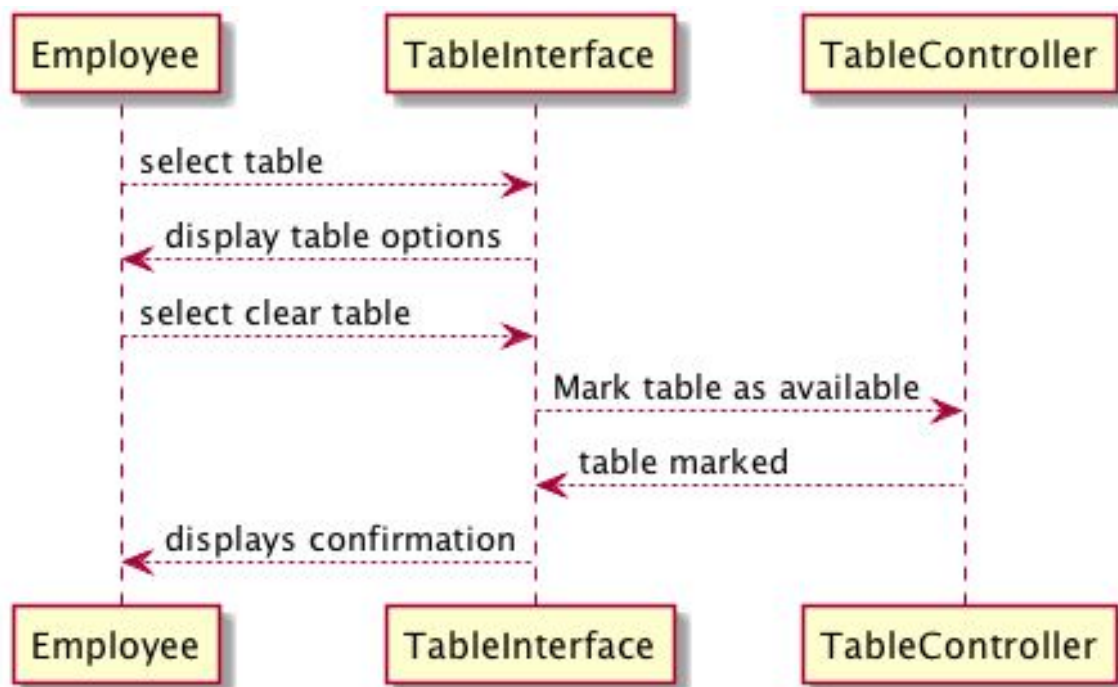 Employee
TableInterface
TableController
select table
display table options
select clear table
Mark table as available
table marked
displays confirmation
Employee
TableInterface
TableController